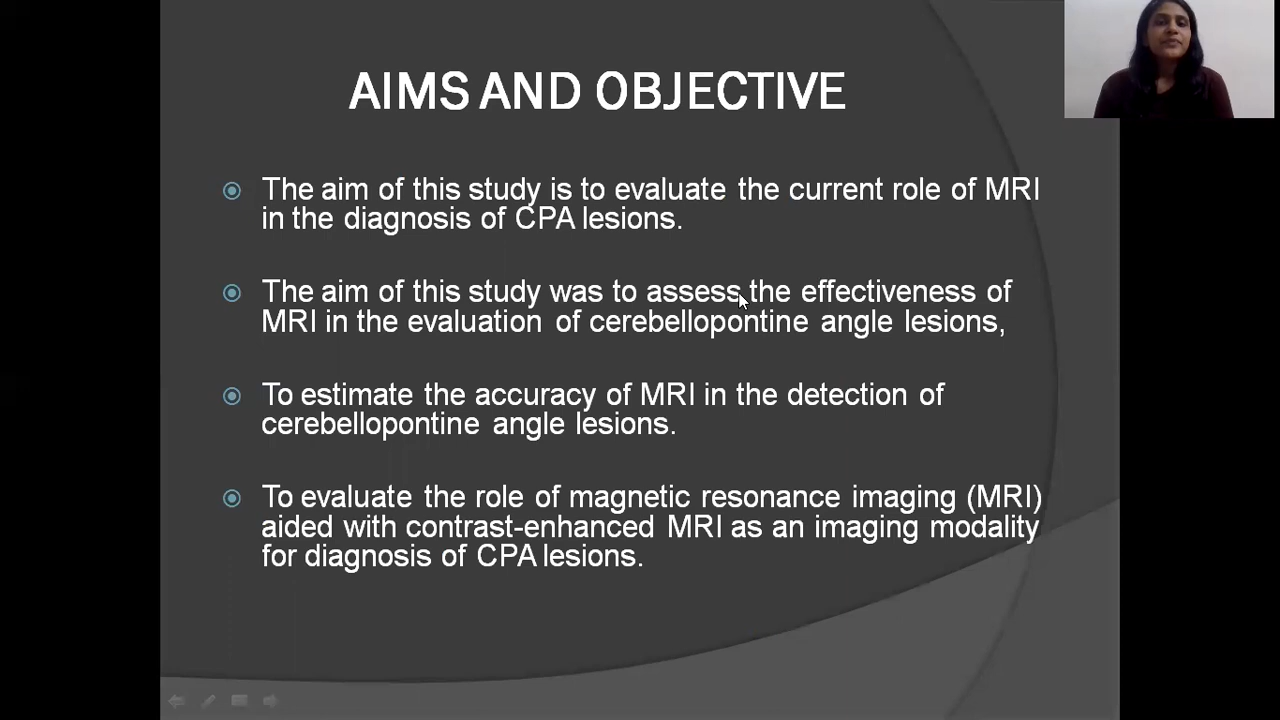 AIMS AND OBJECTIVE
The aim of this study is to evaluate the current role of MRI
in the diagnosis of CPA lesions.
The aim of this study was to assess the effectiveness of
MRI in the evaluation of cerebellopontine angle lesions,
To estimate the accuracy of MRI in the detection of
cerebellopontine angle lesions.
To evaluate the role of magnetic resonance imaging (MRI)
aided with contrast-enhanced MRI as an imaging modality
for diagnosis of CPA lesions.